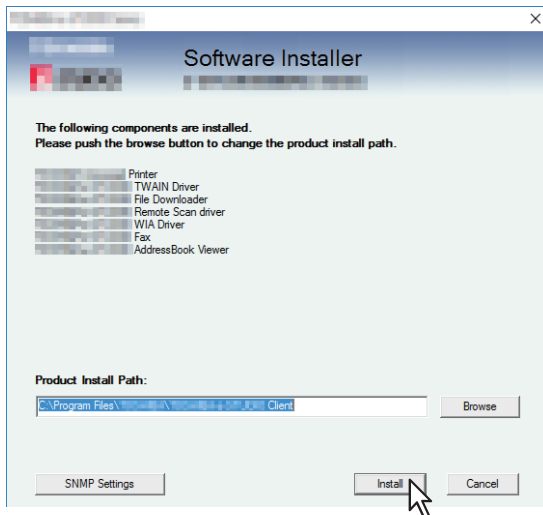 Software Installer
The following components are installed.
Please push the browse button to change the product install path.
Printer
TWAIN Driver
File Downloader
Remote Scan driver
WIA Driver
Fax
AddressBook Viewer
Product Install Path:
C:\Program Files\ \ Client
Browse
SNMP Settings
Install
Cancel